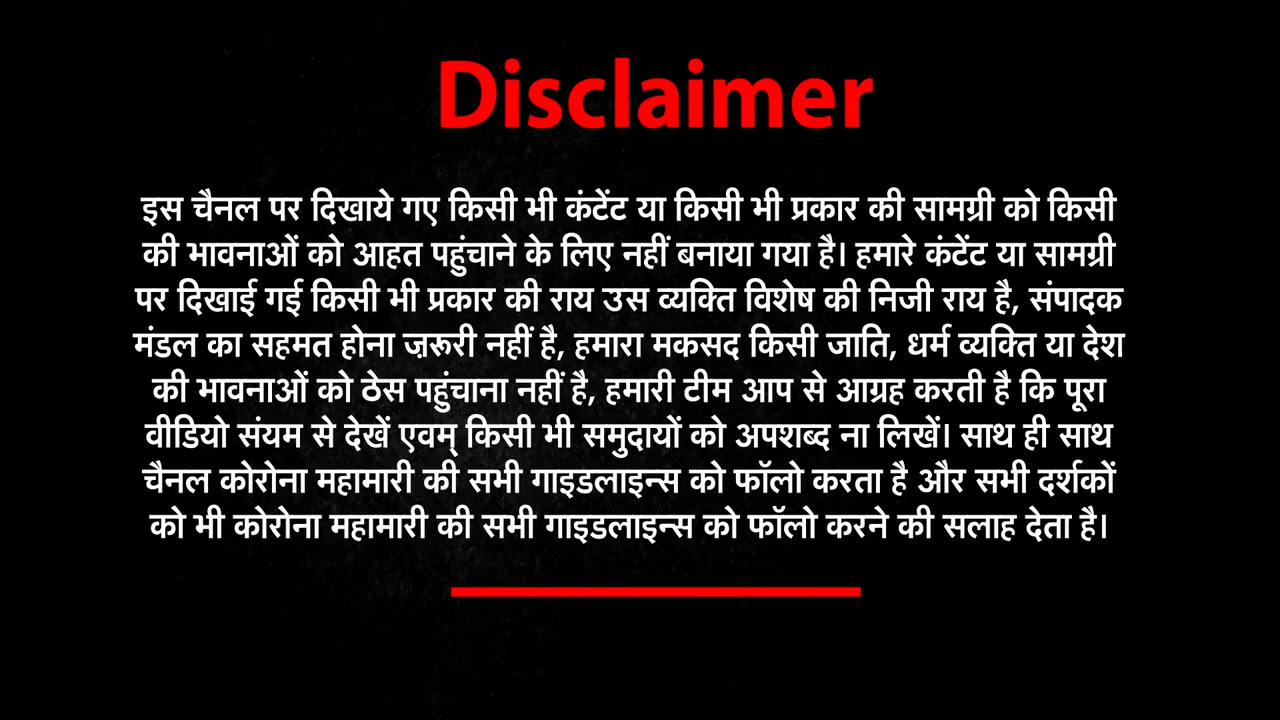 Disclaimer
इस चैनल पर दिखाये गए किसी भी कंटेंट या किसी भी प्रकार की सामग्री को किसी
की भावनाओं को आहत पहुंचाने के लिए नहीं बनाया गया है। हमारे कंटेंट या सामग्री
पर दिखाई गई किसी भी प्रकार की राय उस व्यक्ति विशेष की निजी राय है, संपादक
मंडल का सहमत होना ज़रूरी नहीं है, हमारा मकसद किसी जाति, धर्म व्यक्ति या देश
की भावनाओं को ठेस पहुंचाना नहीं है, हमारी टीम आप से आग्रह करती है कि पूरा
वीडियो संयम से देखें एवम् किसी भी समुदायों को अपशब्द ना लिखें। साथ ही साथ
चैनल कोरोना महामारी की सभी गाइडलाइन्स को फॉलो करता है और सभी दर्शकों
को भी कोरोना महामारी की सभी गाइडलाइन्स को फॉलो करने की सलाह देता है।